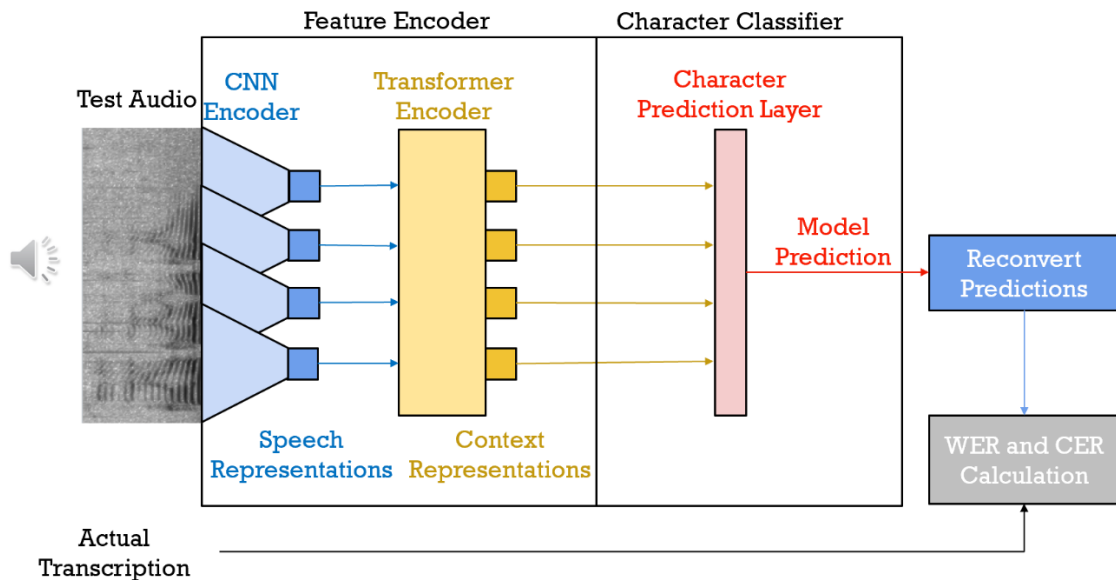 Feature Encoder
Character Classifier
Test Audio
CNN
Encoder
Transformer
Encoder
Character
Prediction Layer
Model
Prediction
Reconvert
Predictions
Speech
Representations
Context
Representations
WER and CER
Calculation
Actual
Transcription